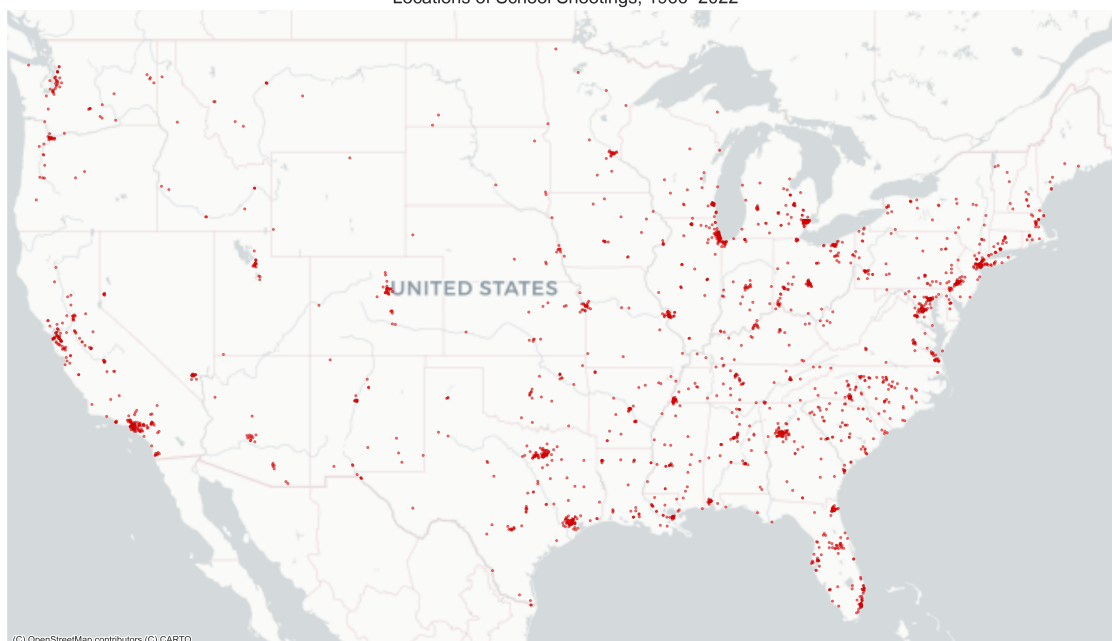 Locations of School Shootings, 1966–2022
UNITED STATES
(C) OpenStreetMap contributors (C) CARTO